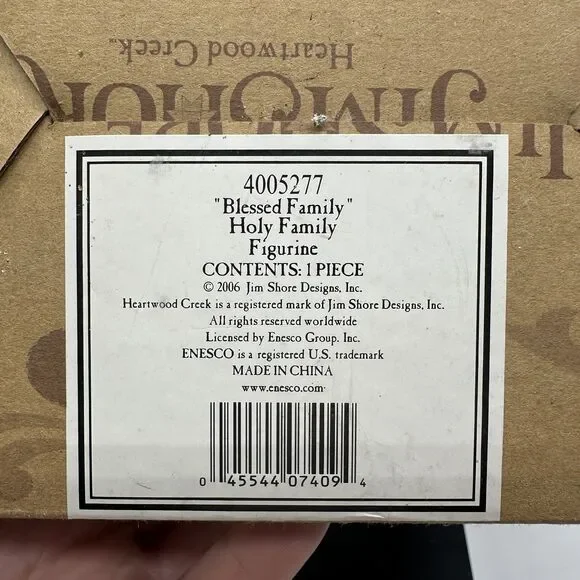 Heartwood Creek
JIM SHORE
4005277
"Blessed Family"
Holy Family
Figurine
CONTENTS: 1 PIECE
© 2006 Jim Shore Designs, Inc.
Heartwood Creek is a registered mark of Jim Shore Designs, Inc.
All rights reserved worldwide
Licensed by Enesco Group, Inc.
ENESCO is a registered U.S. trademark
MADE IN CHINA
www.enesco.com
0 45544 07409 4